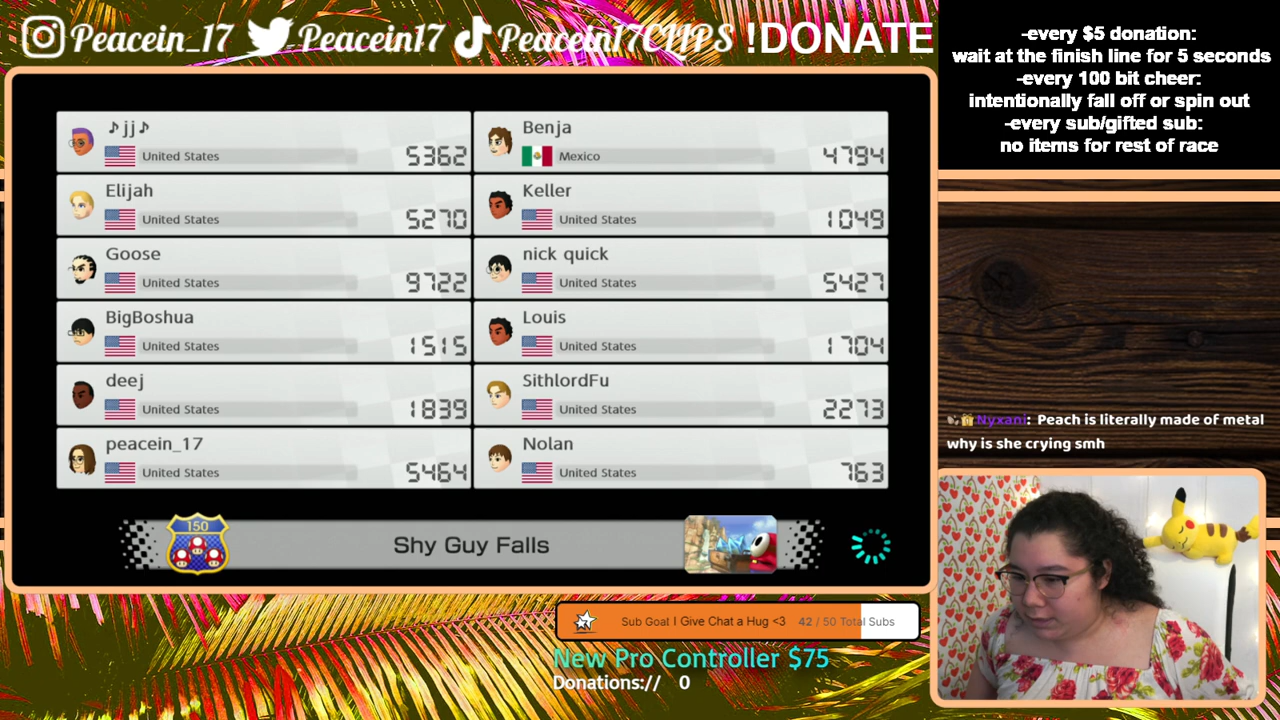 Peacein_17 Peacein17 Peacein17CLIPS !DONATE
-every $5 donation:
wait at the finish line for 5 seconds
-every 100 bit cheer:
intentionally fall off or spin out
-every sub/gifted sub:
no items for rest of race
♪jj♪
United States 5362
Benja
Mexico 4794
Elijah
United States 5270
Keller
United States 1049
Goose
United States 9722
nick quick
United States 5427
BigBoshua
United States 1515
Louis
United States 1704
deej
United States 1839
SithlordFu
United States 2273
peacein_17
United States 5464
Nolan
United States 763
150
Shy Guy Falls
Nyxani: Peach is literally made of metal
why is she crying smh
Sub Goal: I Give Chat a Hug <3 42 / 50 Total Subs
New Pro Controller $75
Donations:// 0